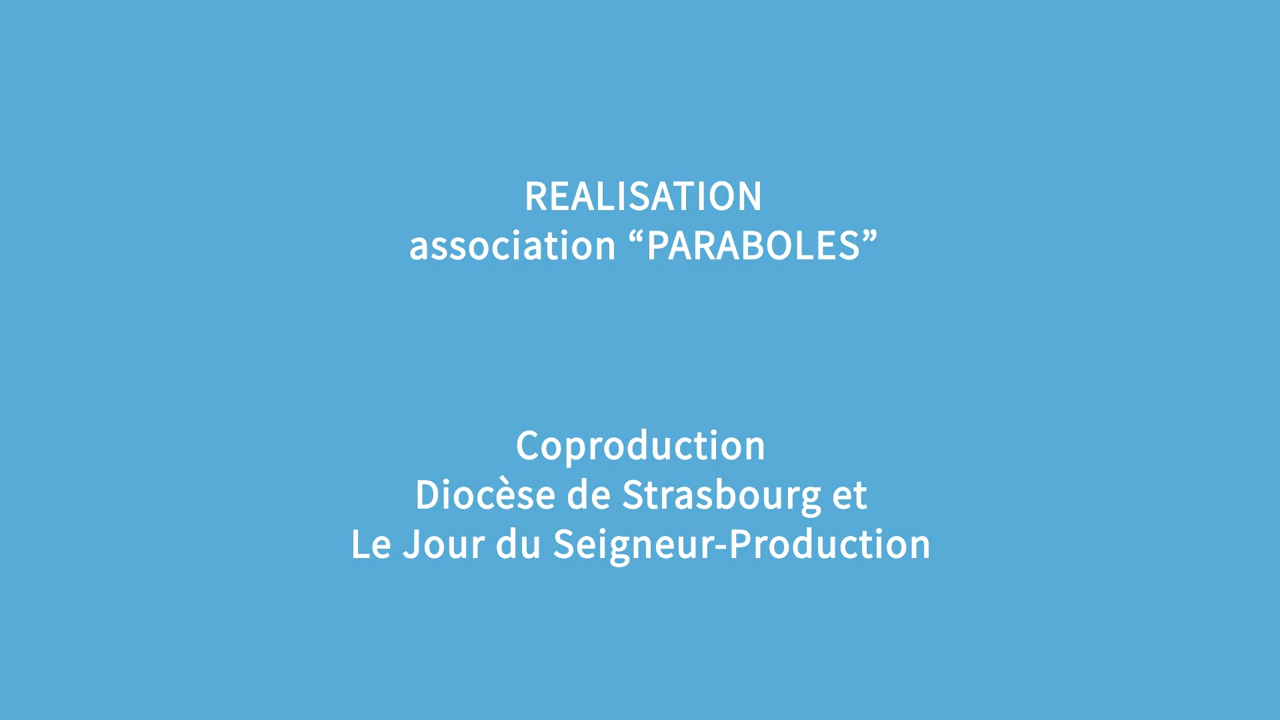 REALISATION
association “PARABOLES”
Coproduction
Diocèse de Strasbourg et
Le Jour du Seigneur-Production